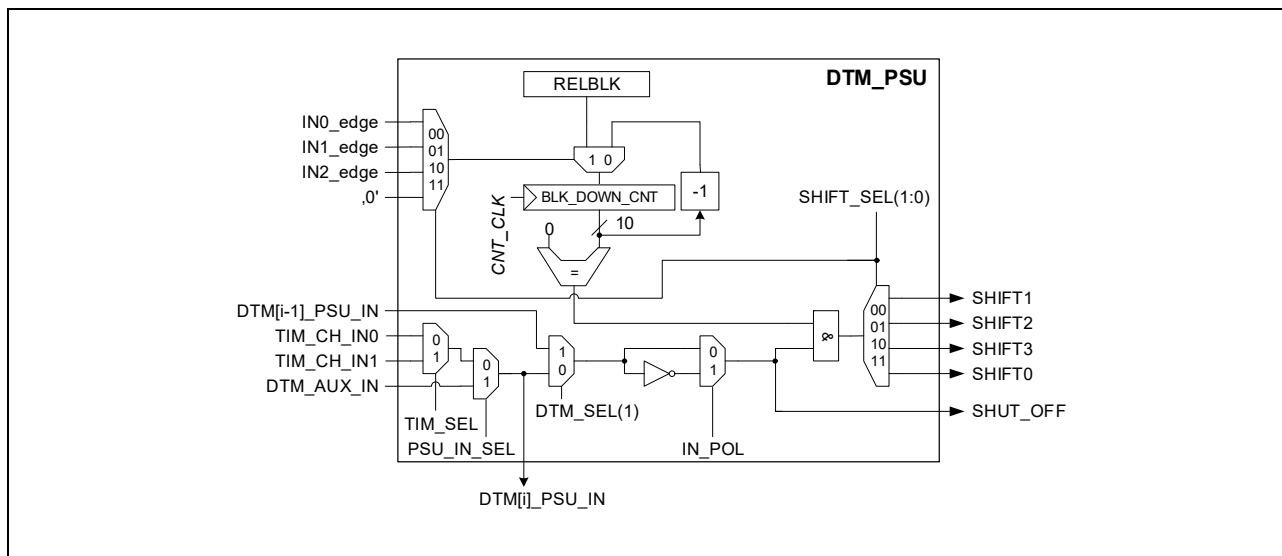 DTM_PSU
RELBLK
IN0_edge
IN1_edge
IN2_edge
,0'
00
01
10
11
1 0
BLK_DOWN_CNT
-1
CNT_CLK
0
10
=
SHIFT_SEL(1:0)
DTM[i-1]_PSU_IN
TIM_CH_IN0
TIM_CH_IN1
DTM_AUX_IN
0
1
0
1
1
0
0
1
&
00
01
10
11
SHIFT1
SHIFT2
SHIFT3
SHIFT0
SHUT_OFF
TIM_SEL
PSU_IN_SEL
DTM_SEL(1)
IN_POL
DTM[i]_PSU_IN